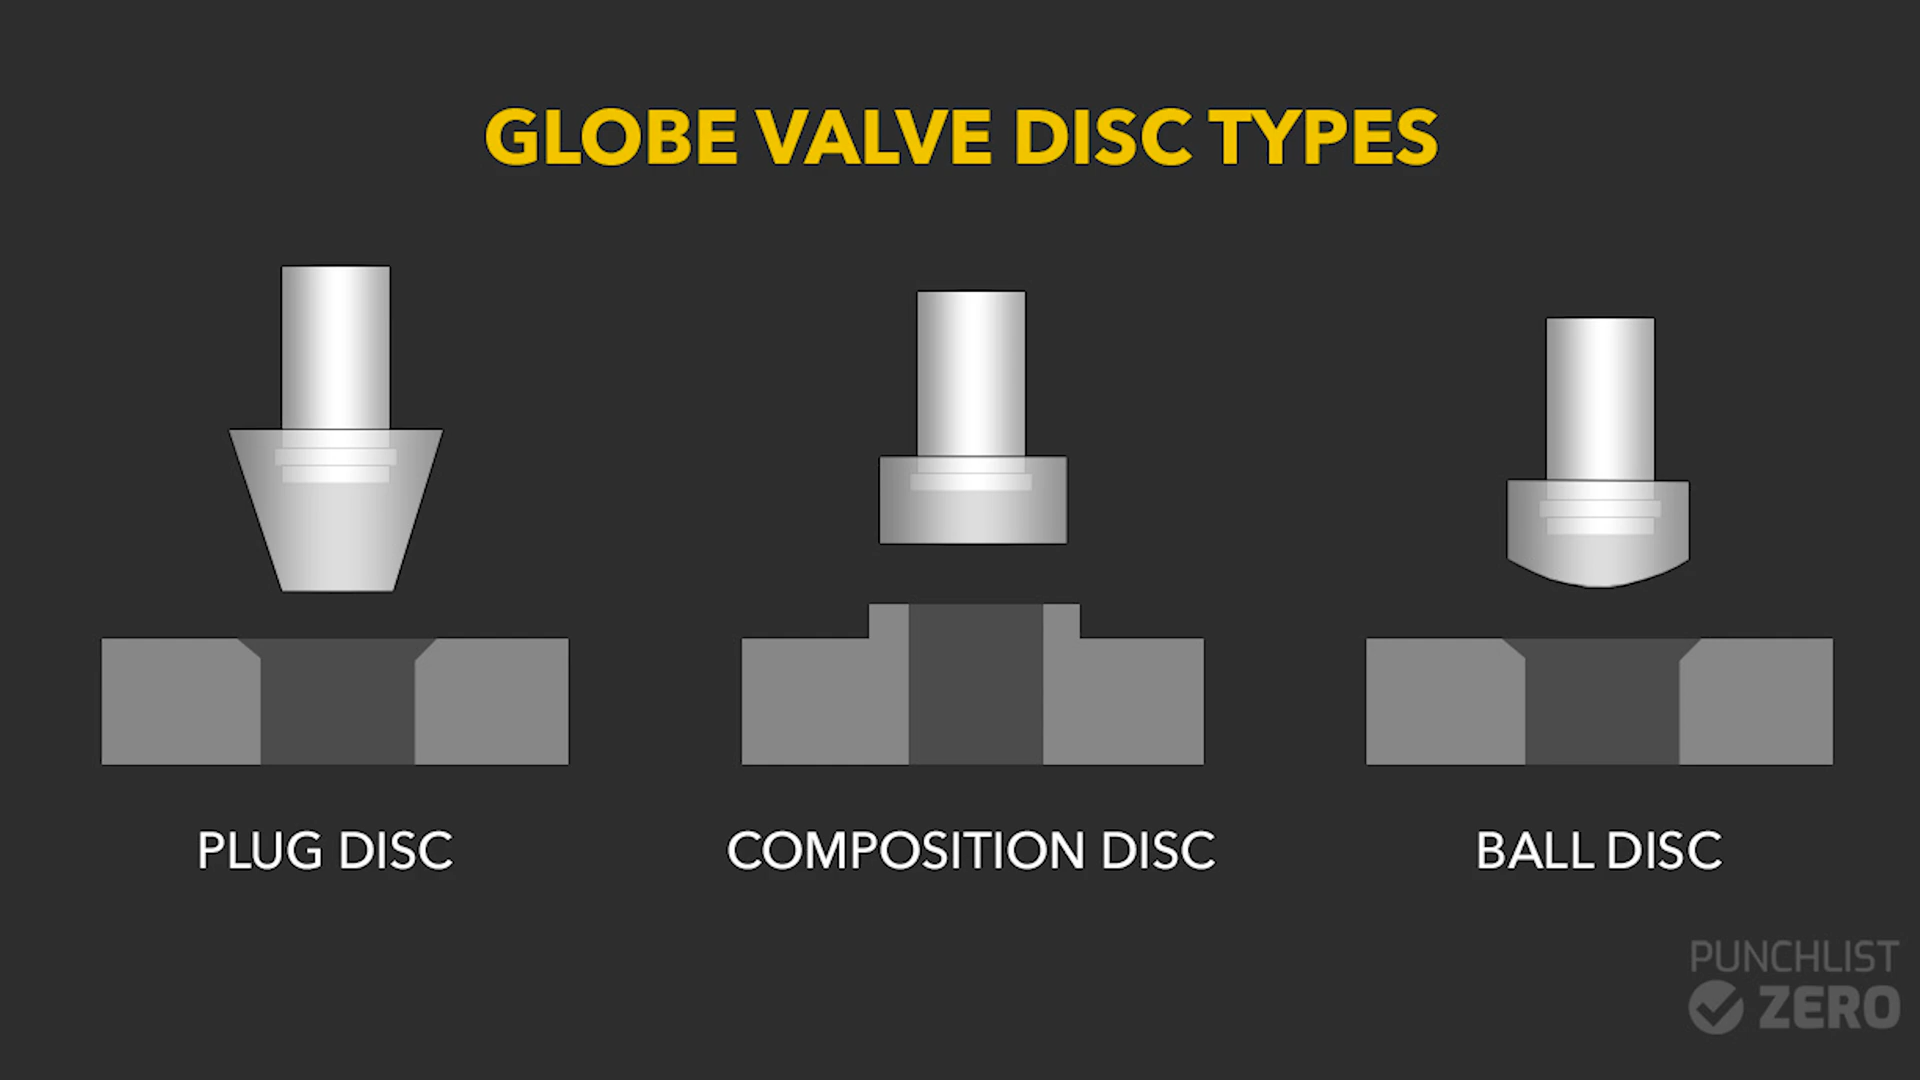 GLOBE VALVE DISC TYPES
PLUG DISC
COMPOSITION DISC
BALL DISC
PUNCHLIST
ZERO